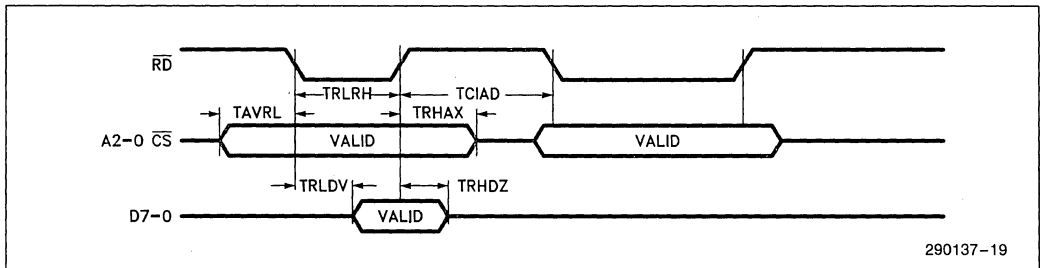 RD
TRLRH TCIAD
TAVRL TRHAX
A2-0 CS VALID VALID
TRLDV TRHDZ
D7-0 VALID
290137-19